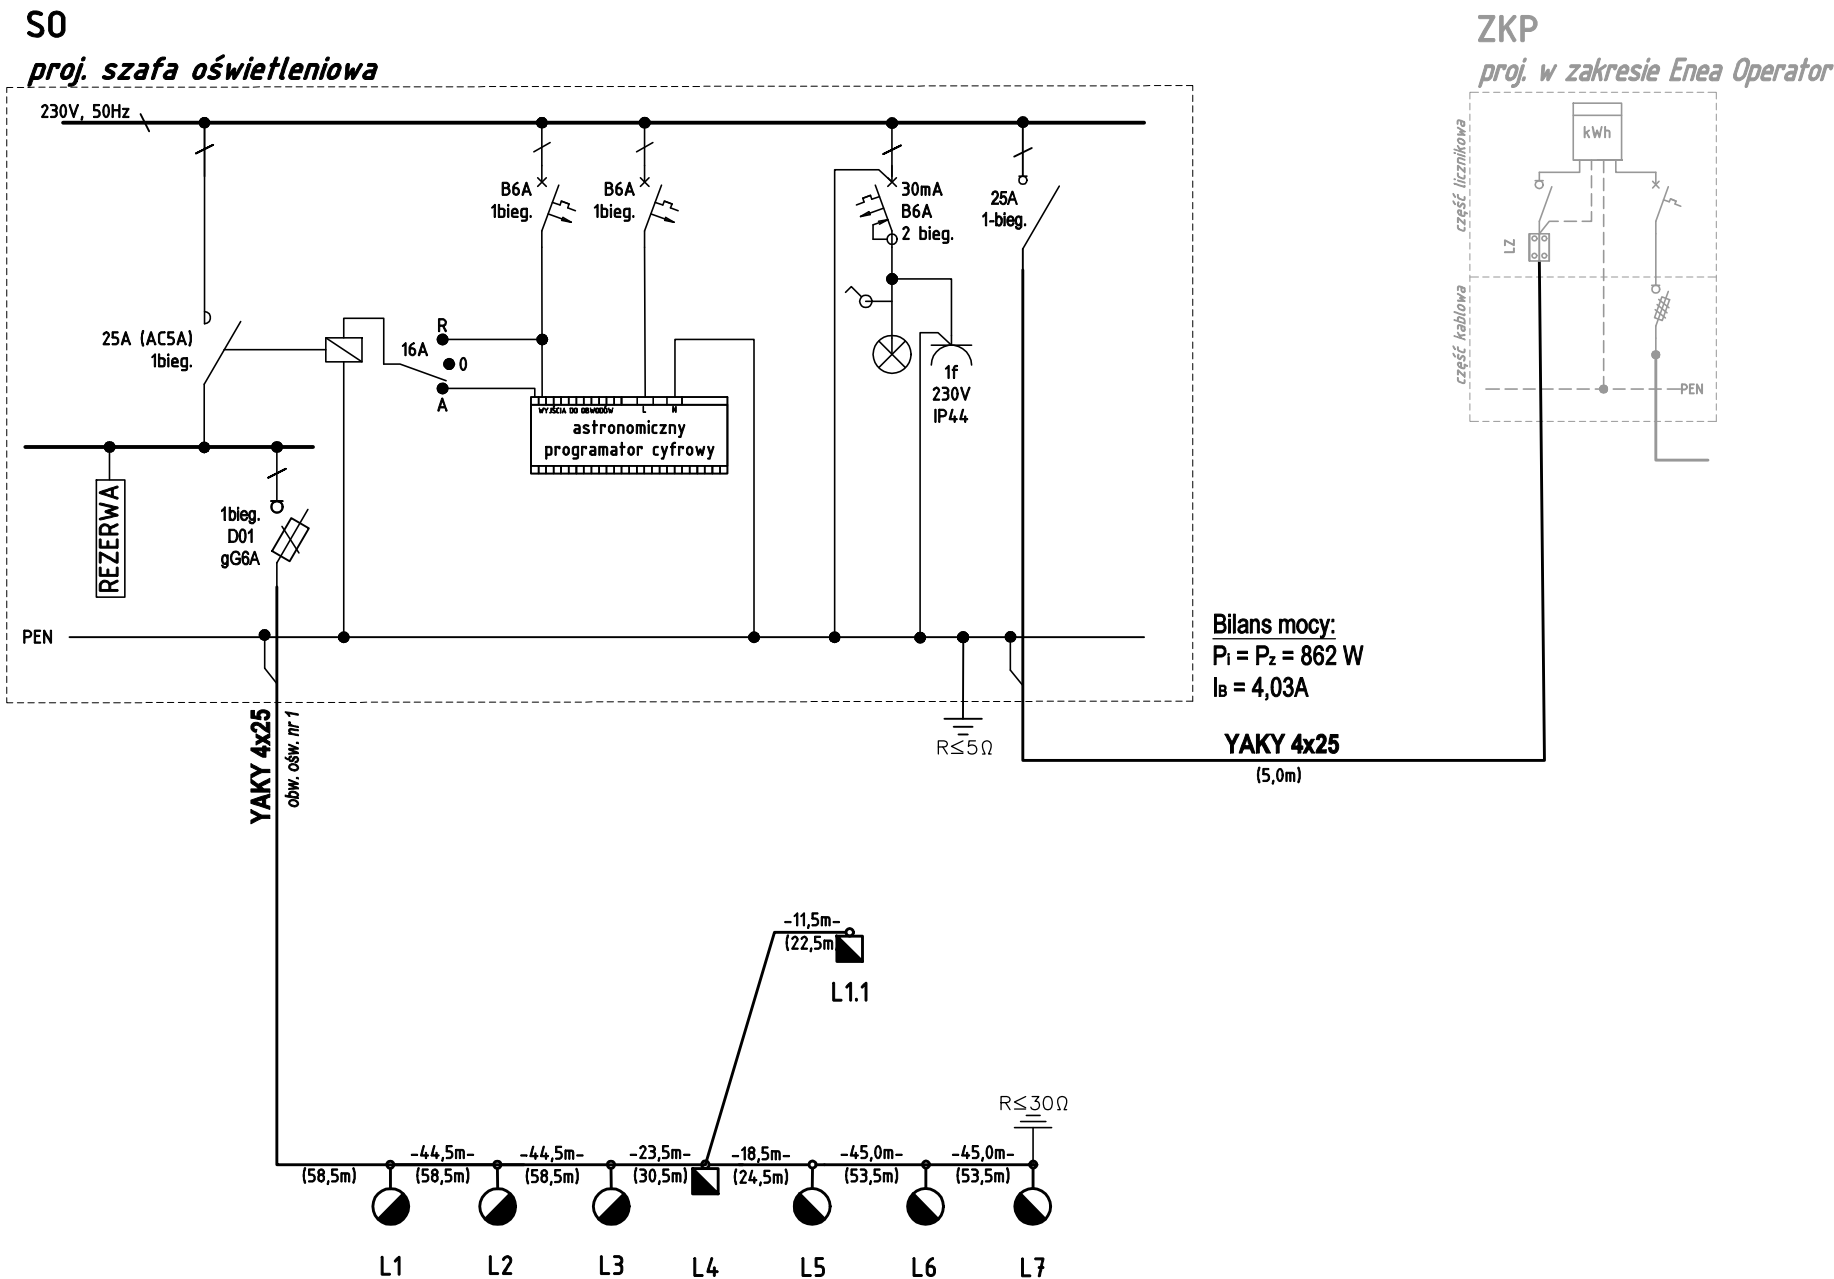 SO
proj. szafa oświetleniowa
230V, 50Hz
B6A
1bieg.
B6A
1bieg.
30mA
B6A
2 bieg.
25A
1-bieg.
25A (AC5A)
1bieg.
R
16A
0
A
WYJŚCIA DO OBWODÓW
L
N
astronomiczny
programator cyfrowy
1f
230V
IP44
REZERWA
1bieg.
D01
gG6A
PEN
R≤5Ω
YAKY 4x25
obw. ośw. nr 1
ZKP
proj. w zakresie Enea Operator
część licznikowa
kWh
LZ
część kablowa
PEN
Bilans mocy:
Pi = Pz = 862 W
IB = 4,03A
YAKY 4x25
(5,0m)
-11,5m-
(22,5m
L1.1
R≤30Ω
-44,5m- -44,5m- -23,5m- -18,5m- -45,0m- -45,0m-
(58,5m) (58,5m) (58,5m) (30,5m) (24,5m) (53,5m) (53,5m)
L1 L2 L3 L4 L5 L6 L7